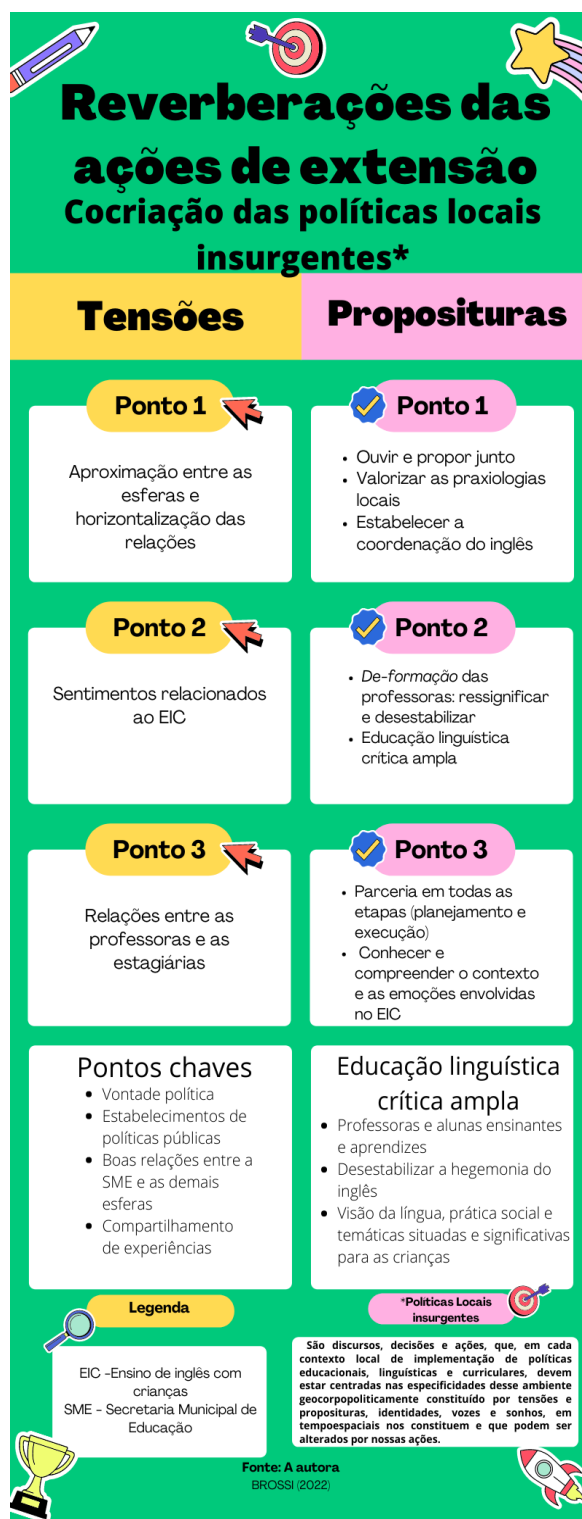 Reverberações das
ações de extensão
Cocriação das políticas locais
insurgentes*
Tensões
Proposituras
Ponto 1
Aproximação entre as
esferas e
horizontalização das
relações
Ponto 1
• Ouvir e propor junto
• Valorizar as praxiologias
locais
• Estabelecer a
coordenação do inglês
Ponto 2
Sentimentos relacionados
ao EIC
Ponto 2
• De-formação das
professoras: ressignificar
e desestabilizar
• Educação linguística
crítica ampla
Ponto 3
Relações entre as
professoras e as
estagiárias
Ponto 3
• Parceria em todas as
etapas (planejamento e
execução)
• Conhecer e
compreender o contexto
e as emoções envolvidas
no EIC
Pontos chaves
• Vontade política
• Estabelecimentos de
políticas públicas
• Boas relações entre a
SME e as demais
esferas
• Compartilhamento
de experiências
Educação linguística
crítica ampla
• Professoras e alunas ensinantes
e aprendizes
• Desestabilizar a hegemonia do
inglês
• Visão da língua, prática social e
temáticas situadas e significativas
para as crianças
Legenda
EIC -Ensino de inglês com
crianças
SME - Secretaria Municipal de
Educação
*Políticas Locais
insurgentes
São discursos, decisões e ações, que, em cada
contexto local de implementação de políticas
educacionais, linguísticas e curriculares, devem
estar centradas nas especificidades desse ambiente
geocorpopoliticamente constituído por tensões e
proposituras, identidades, vozes e sonhos, em
tempoespaciais nos constituem e que podem ser
alterados por nossas ações.
Fonte: A autora
BROSSI (2022)